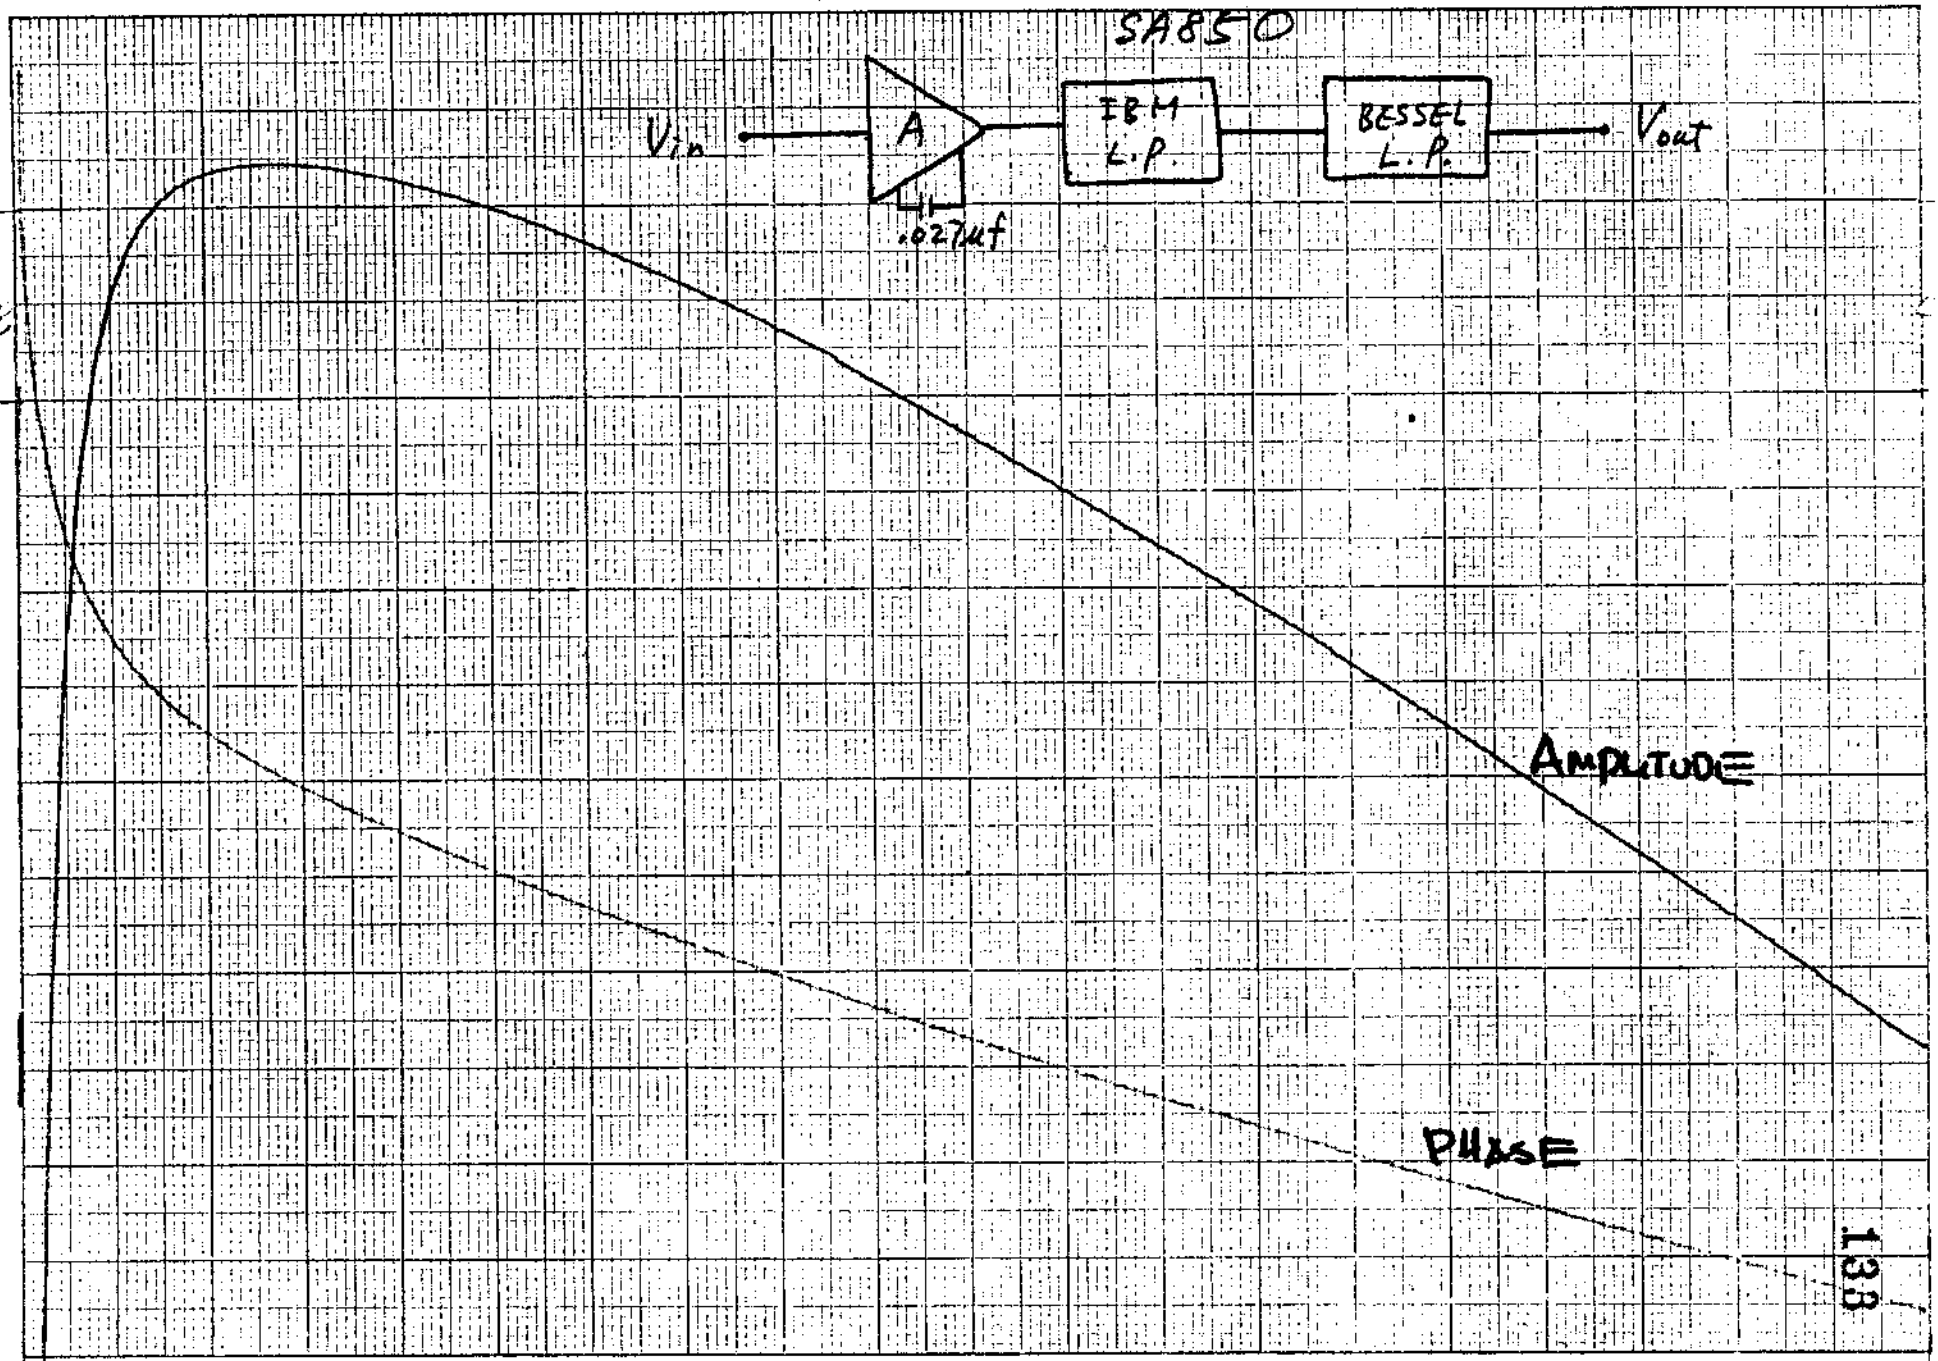 SA850
Vin
A
.027µf
IBM
L.P.
BESSEL
L.P.
Vout
AMPLITUDE
PHASE
133